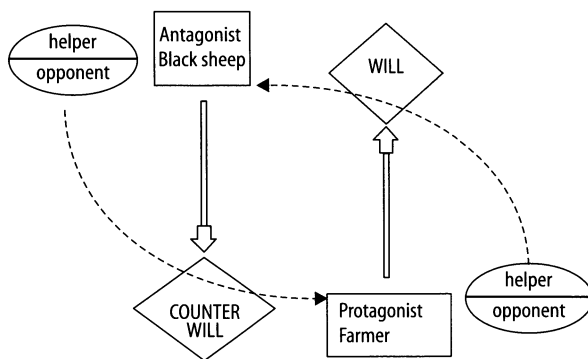 helper
opponent
Antagonist
Black sheep
WILL
COUNTER
WILL
Protagonist
Farmer
helper
opponent